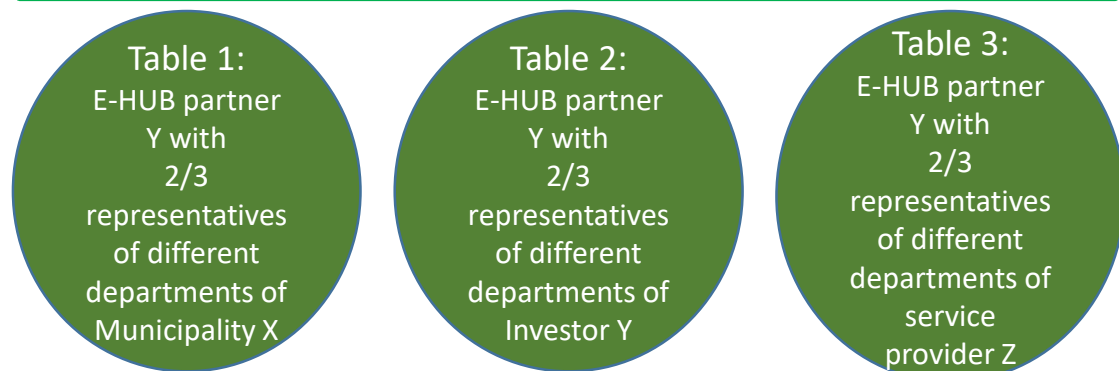 Table 1:
E-HUB partner
Y with
2/3
representatives
of different
departments of
Municipality X
Table 2:
E-HUB partner
Y with
2/3
representatives
of different
departments of
Investor Y
Table 3:
E-HUB partner
Y with
2/3
representatives
of different
departments of
service
provider Z